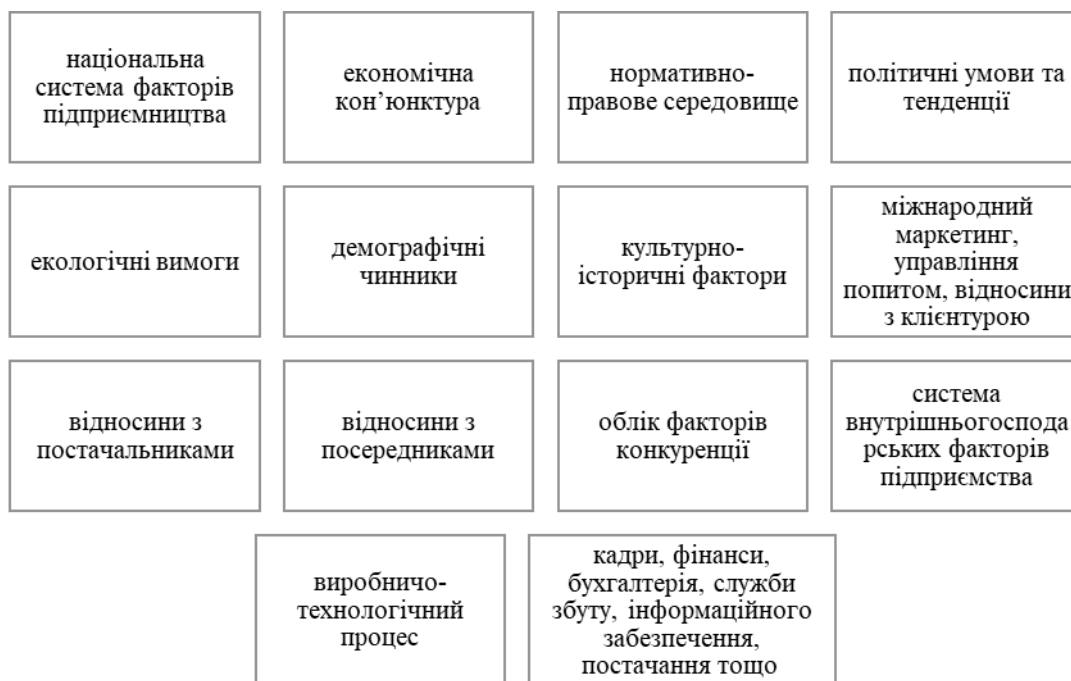 національна
система факторів
підприємництва
економічна
кон’юнктура
нормативно-
правове середовище
політичні умови та
тенденції
екологічні вимоги
демографічні
чинники
культурно-
історичні фактори
міжнародний
маркетинг,
управління
попитом, відносини
з клієнтурою
відносини з
постачальниками
відносини з
посередниками
облік факторів
конкуренції
система
внутрішньогоспода
рських факторів
підприємства
виробничо-
технологічний
процес
кадри, фінанси,
бухгалтерія, служби
збуту, інформаційного
забезпечення,
постачання тощо